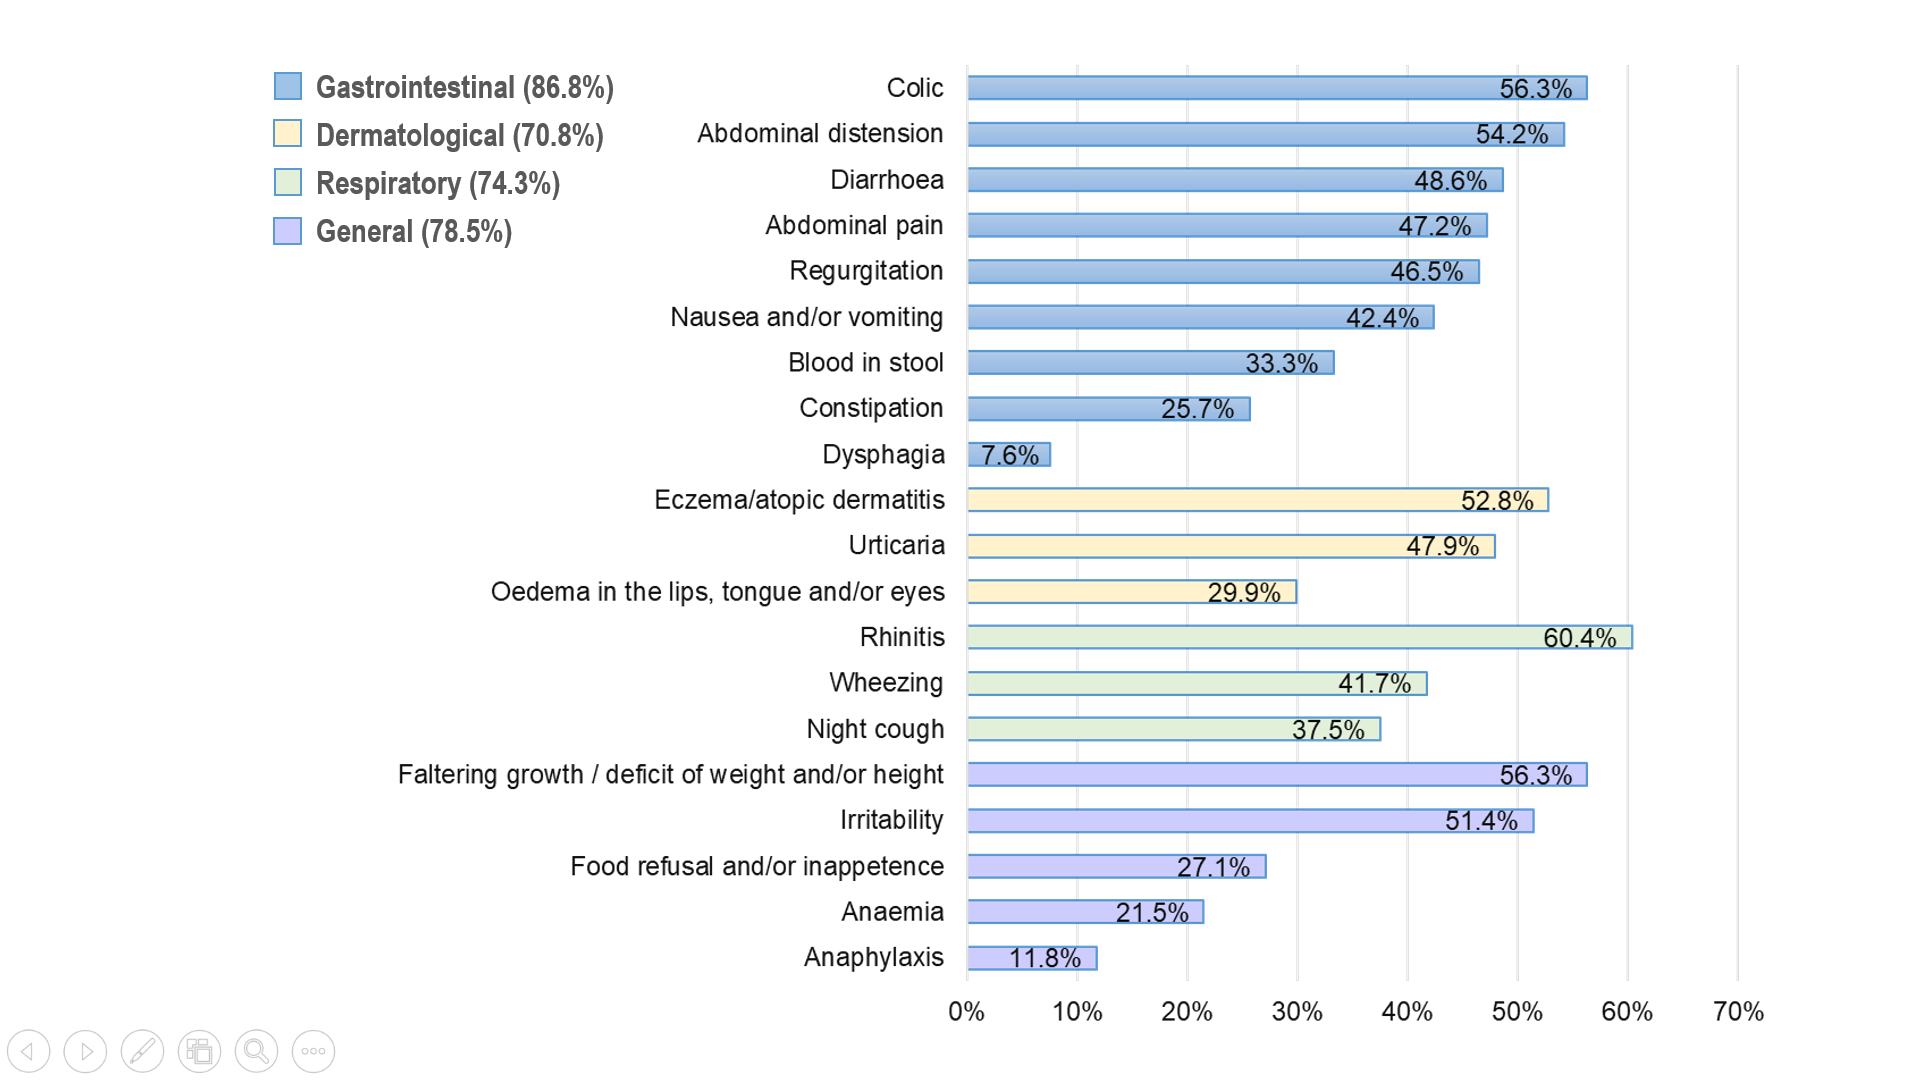 Gastrointestinal (86.8%)
Dermatological (70.8%)
Respiratory (74.3%)
General (78.5%)
Colic 56.3%
Abdominal distension 54.2%
Diarrhoea 48.6%
Abdominal pain 47.2%
Regurgitation 46.5%
Nausea and/or vomiting 42.4%
Blood in stool 33.3%
Constipation 25.7%
Dysphagia 7.6%
Eczema/atopic dermatitis 52.8%
Urticaria 47.9%
Oedema in the lips, tongue and/or eyes 29.9%
Rhinitis 60.4%
Wheezing 41.7%
Night cough 37.5%
Faltering growth / deficit of weight and/or height 56.3%
Irritability 51.4%
Food refusal and/or inappetence 27.1%
Anaemia 21.5%
Anaphylaxis 11.8%
0% 10% 20% 30% 40% 50% 60% 70%